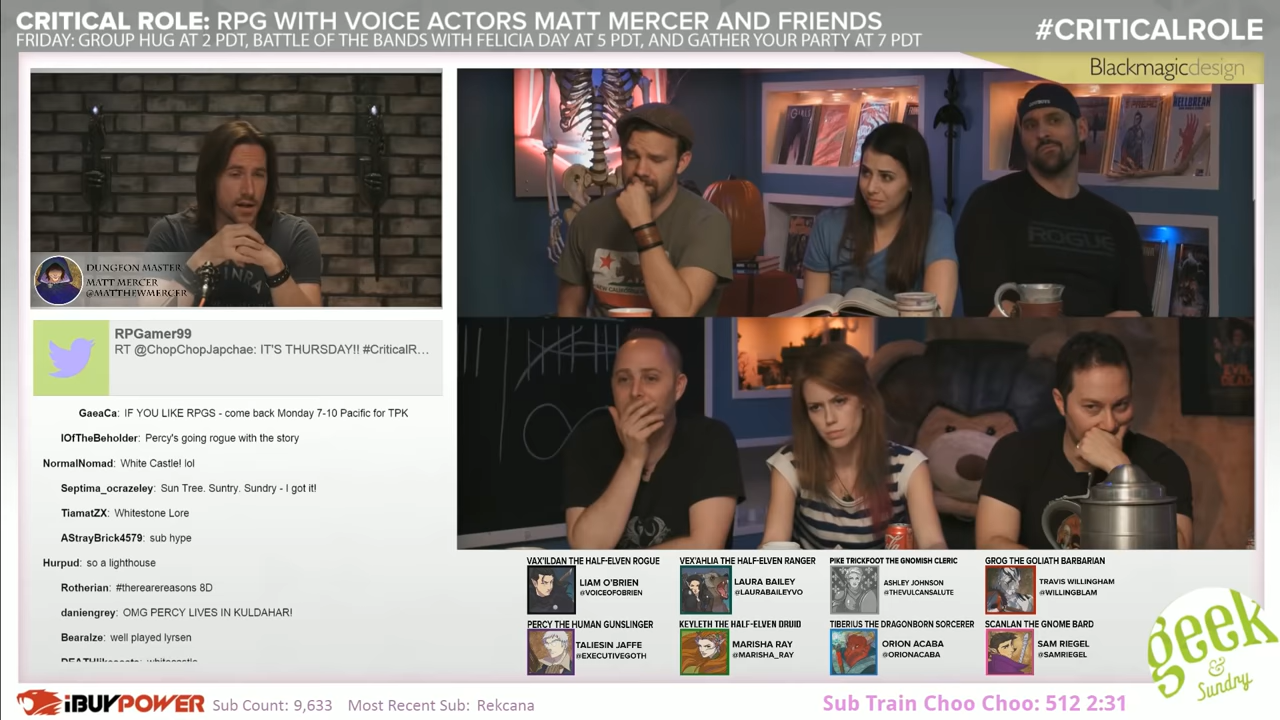 CRITICAL ROLE: RPG WITH VOICE ACTORS MATT MERCER AND FRIENDS
FRIDAY: GROUP HUG AT 2 PDT, BATTLE OF THE BANDS WITH FELICIA DAY AT 5 PDT, AND GATHER YOUR PARTY AT 7 PDT
#CRITICALROLE
Blackmagicdesign
HELLBREAK
ROGUE
EVIL
DUNGEON MASTER
MATT MERCER
@MATTHEWMERCER
RPGamer99
RT @ChopChopJapchae: IT'S THURSDAY!! #CriticalR…
GaeaCa: IF YOU LIKE RPGS - come back Monday 7-10 Pacific for TPK
IOfTheBeholder: Percy's going rogue with the story
NormalNomad: White Castle! lol
Septima_ocrazeley: Sun Tree. Suntry. Sundry - I got it!
TiamatZX: Whitestone Lore
AStrayBrick4579: sub hype
Hurpud: so a lighthouse
Rotherian: #therearereasons 8D
daniengrey: OMG PERCY LIVES IN KULDAHAR!
Bearalze: well played lyrsen
VAX'ILDAN THE HALF-ELVEN ROGUE
LIAM O'BRIEN
@VOICEOFOBRIEN
VEX'AHLIA THE HALF-ELVEN RANGER
LAURA BAILEY
@LAURABAILEYVO
PIKE TRICKFOOT THE GNOMISH CLERIC
ASHLEY JOHNSON
@THEVULCANSALUTE
GROG THE GOLIATH BARBARIAN
TRAVIS WILLINGHAM
@WILLINGBLAM
PERCY THE HUMAN GUNSLINGER
TALIESIN JAFFE
@EXECUTIVEGOTH
KEYLETH THE HALF-ELVEN DRUID
MARISHA RAY
@MARISHA_RAY
TIBERIUS THE DRAGONBORN SORCERER
ORION ACABA
@ORIONACABA
SCANLAN THE GNOME BARD
SAM RIEGEL
@SAMRIEGEL
geek
&
Sundry
iBUYPOWER
Sub Count: 9,633 Most Recent Sub: Rekcana
Sub Train Choo Choo: 512 2:31